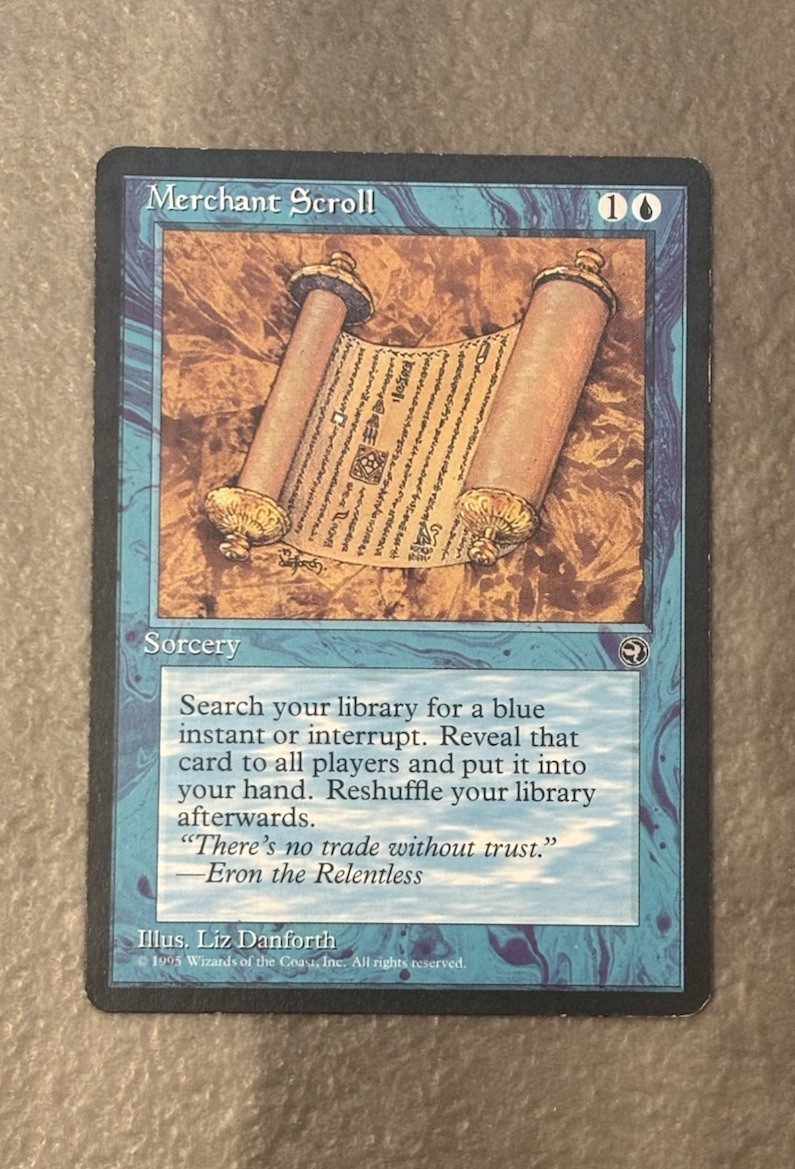 Merchant Scroll
1
Sorcery
Search your library for a blue
instant or interrupt. Reveal that
card to all players and put it into
your hand. Reshuffle your library
afterwards.
“There’s no trade without trust.”
—Eron the Relentless
Illus. Liz Danforth
© 1995 Wizards of the Coast, Inc. All rights reserved.